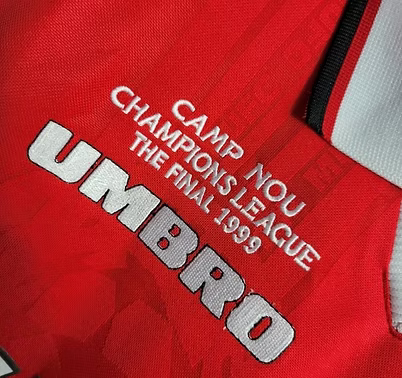 CAMP NOU
CHAMPIONS LEAGUE
THE FINAL 1999
UMBRO